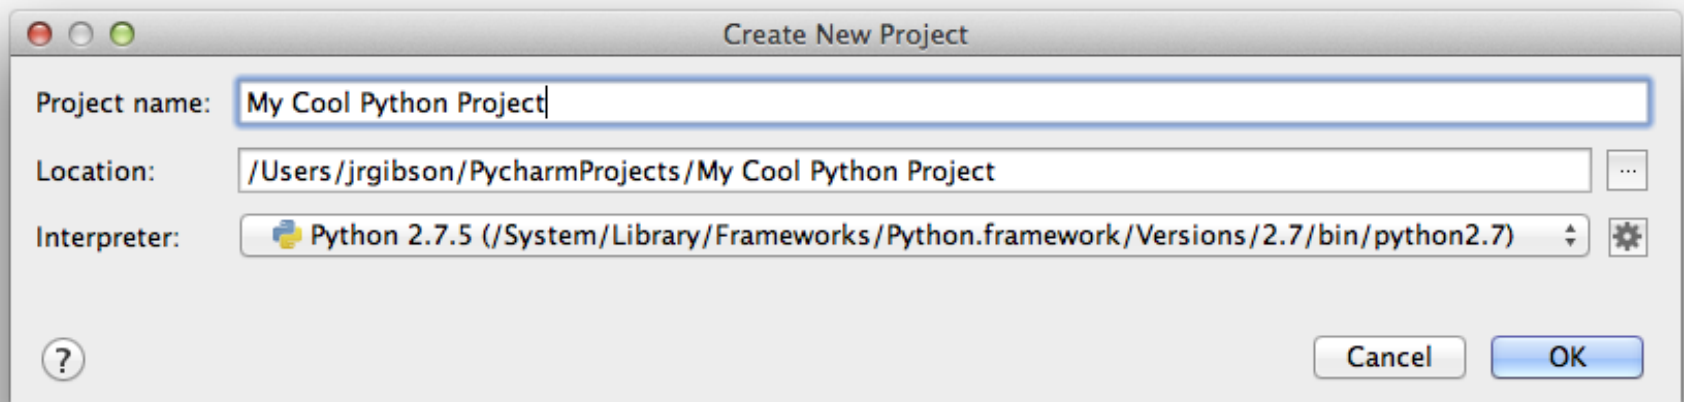 Create New Project
Project name: My Cool Python Project
Location: /Users/jrgibson/PycharmProjects/My Cool Python Project ...
Interpreter: Python 2.7.5 (/System/Library/Frameworks/Python.framework/Versions/2.7/bin/python2.7)
? Cancel OK